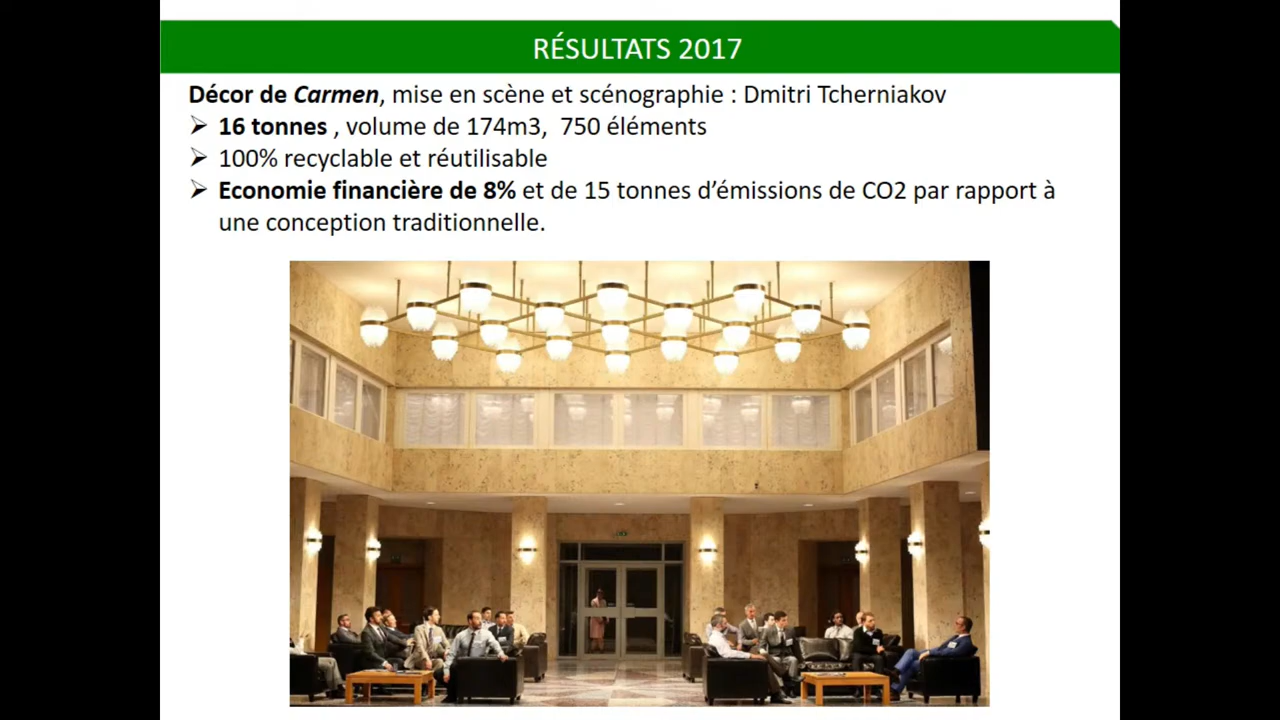 RÉSULTATS 2017
Décor de Carmen, mise en scène et scénographie : Dmitri Tcherniakov
➢ 16 tonnes , volume de 174m3, 750 éléments
➢ 100% recyclable et réutilisable
➢ Economie financière de 8% et de 15 tonnes d’émissions de CO2 par rapport à
une conception traditionnelle.